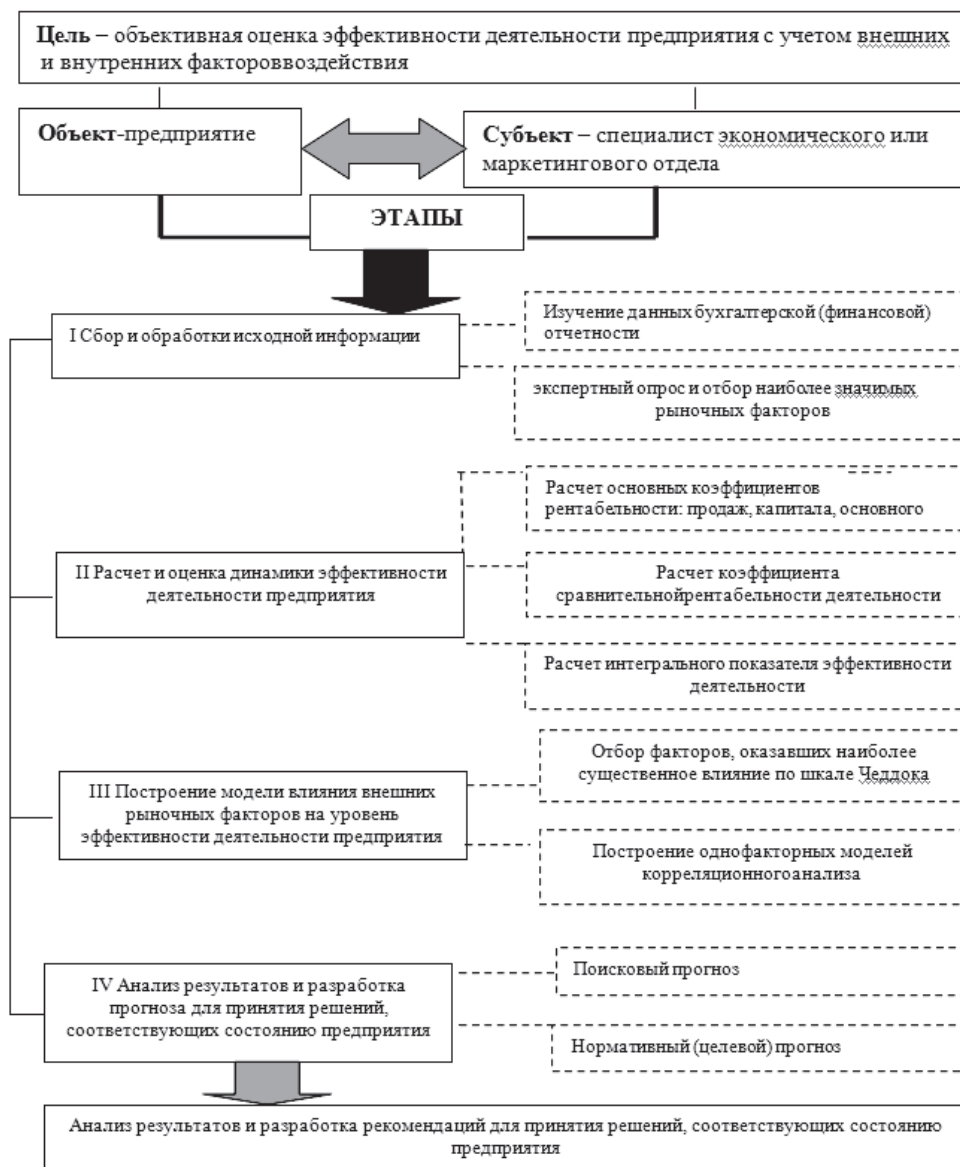 Цель – объективная оценка эффективности деятельности предприятия с учетом внешних
и внутренних факторовоздействия
Объект-предприятие
Субъект – специалист экономического или
маркетингового отдела
ЭТАПЫ
I Сбор и обработки исходной информации
Изучение данных бухгалтерской (финансовой)
отчетности
экспертный опрос и отбор наиболее значимых
рыночных факторов
Расчет основных коэффициентов
рентабельности: продаж, капитала, основного
II Расчет и оценка динамики эффективности
деятельности предприятия
Расчет коэффициента
сравнительнойрентабельности деятельности
Расчет интегрального показателя эффективности
деятельности
Отбор факторов, оказавших наиболее
существенное влияние по шкале Чеддока
III Построение модели влияния внешних
рыночных факторов на уровень
эффективности деятельности предприятия
Построение однофакторных моделей
корреляционногоанализа
IV Анализ результатов и разработка
прогноза для принятия решений,
соответствующих состоянию предприятия
Поисковый прогноз
Нормативный (целевой) прогноз
Анализ результатов и разработка рекомендаций для принятия решений, соответствующих состоянию
предприятия